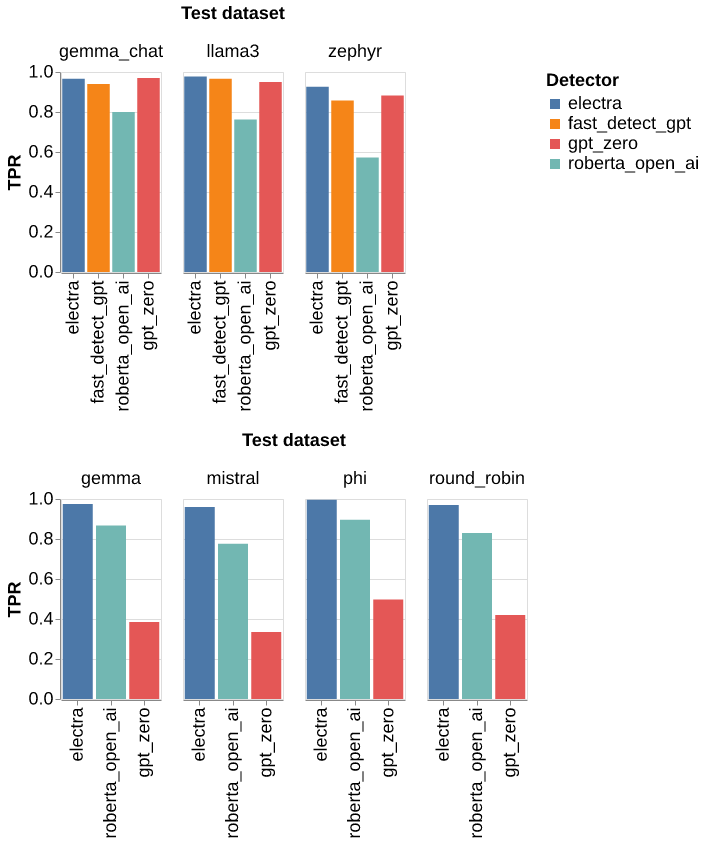 Test dataset
gemma_chat llama3 zephyr
1.0
0.8
0.6
0.4
0.2
0.0
TPR
electra fast_detect_gpt roberta_open_ai gpt_zero electra fast_detect_gpt roberta_open_ai gpt_zero electra fast_detect_gpt roberta_open_ai gpt_zero
Detector
electra
fast_detect_gpt
gpt_zero
roberta_open_ai
Test dataset
gemma mistral phi round_robin
1.0
0.8
0.6
0.4
0.2
0.0
TPR
electra roberta_open_ai gpt_zero electra roberta_open_ai gpt_zero electra roberta_open_ai gpt_zero electra roberta_open_ai gpt_zero